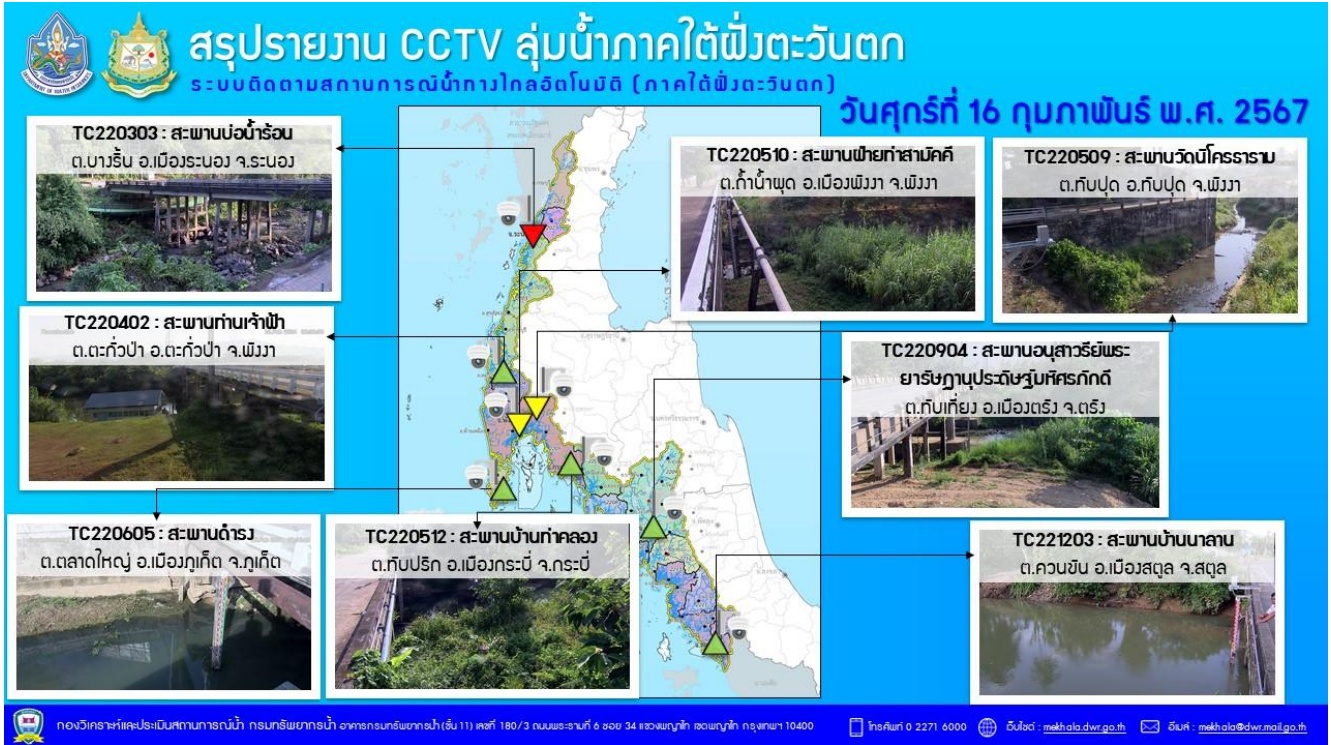 สรุปรายงาน CCTV ลุ่มน้ำภาคใต้ฝั่งตะวันตก
ระบบติดตามสถานการณ์น้ำทางไกลอัตโนมัติ (ภาคใต้ฝั่งตะวันตก)
วันศุกร์ที่ 16 กุมภาพันธ์ พ.ศ. 2567
TC220303 : สะพานบ่อน้ำร้อน
ต.บางริ้น อ.เมืองระนอง จ.ระนอง
TC220510 : สะพานฝ่ายท่าสามัคคี
ต.ถ้ำน้ำผุด อ.เมืองพังงา จ.พังงา
TC220509 : สะพานวัดนิโครธาราม
ต.ทับปุด อ.ทับปุด จ.พังงา
TC220402 : สะพานท่านเจ้าฟ้า
ต.ตะกั่วป่า อ.ตะกั่วป่า จ.พังงา
TC220904 : สะพานอนุสาวรีย์พระ
ยารัษฎานุประดิษฐ์มหิศรภักดี
ต.ทับเที่ยง อ.เมืองตรัง จ.ตรัง
TC220605 : สะพานดำรง
ต.ตลาดใหญ่ อ.เมืองภูเก็ต จ.ภูเก็ต
TC220512 : สะพานบ้านท่าคลอง
ต.ทับปริก อ.เมืองกระบี่ จ.กระบี่
TC221203 : สะพานบ้านนาลาน
ต.ควนขัน อ.เมืองสตูล จ.สตูล
กองวิเคราะห์และประเมินสถานการณ์น้ำ กรมทรัพยากรน้ำ อาคารกรมทรัพยากรน้ำ (ชั้น 11) เลขที่ 180/3 ถนนพระรามที่ 6 ซอย 34 แขวงพญาไท เขตพญาไท กรุงเทพฯ 10400
โทรศัพท์ 0 2271 6000
เว็บไซต์ : mekhala.dwr.go.th
อีเมล์ : mekhala@dwr.mail.go.th